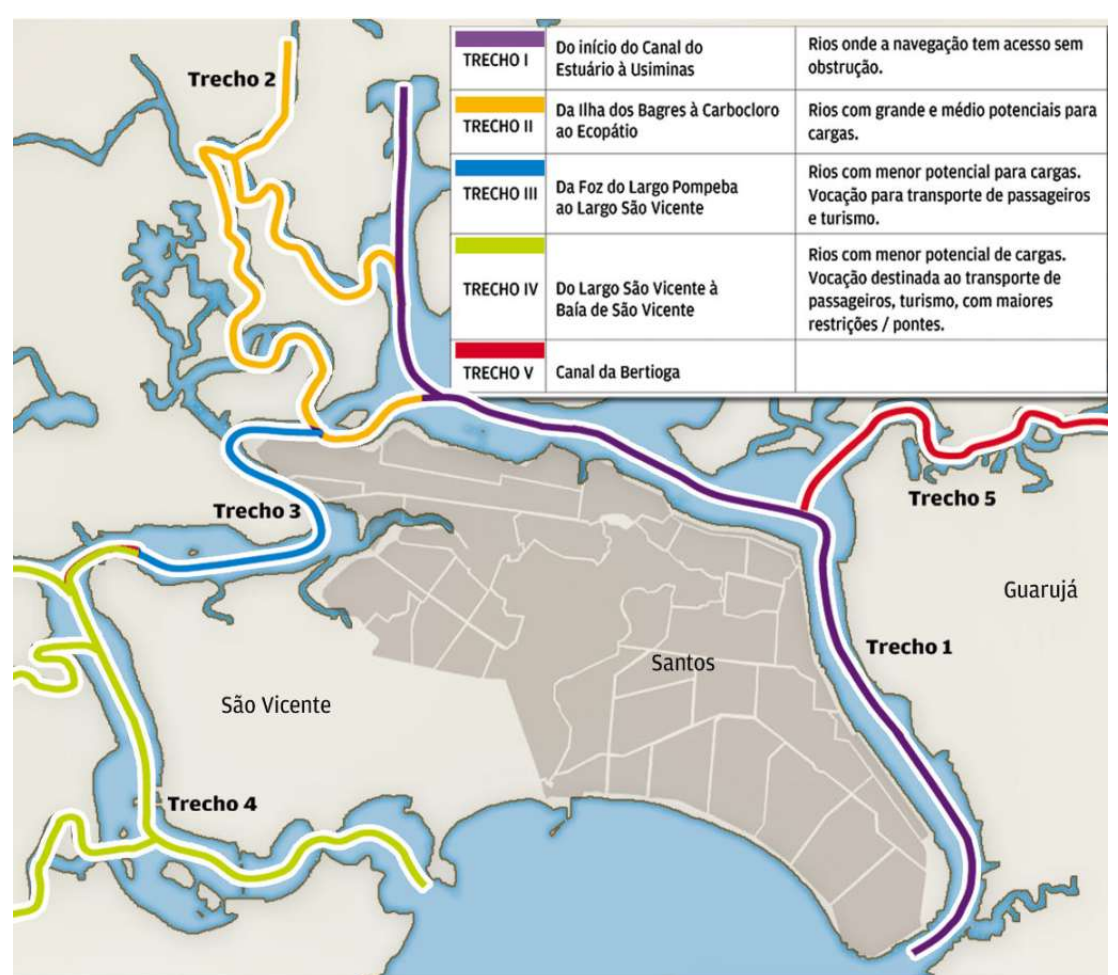 TRECHO I
Do início do Canal do
Estuário à Usiminas
Rios onde a navegação tem acesso sem
obstrução.
TRECHO II
Da Ilha dos Bagres à Carbocloro
ao Ecopátio
Rios com grande e médio potenciais para
cargas.
TRECHO III
Da Foz do Largo Pompeba
ao Largo São Vicente
Rios com menor potencial para cargas.
Vocação para transporte de passageiros
e turismo.
TRECHO IV
Do Largo São Vicente à
Baía de São Vicente
Rios com menor potencial de cargas.
Vocação destinada ao transporte de
passageiros, turismo, com maiores
restrições / pontes.
TRECHO V
Canal da Bertioga
Trecho 2
Trecho 5
Trecho 3
Guarujá
Trecho 1
Santos
São Vicente
Trecho 4